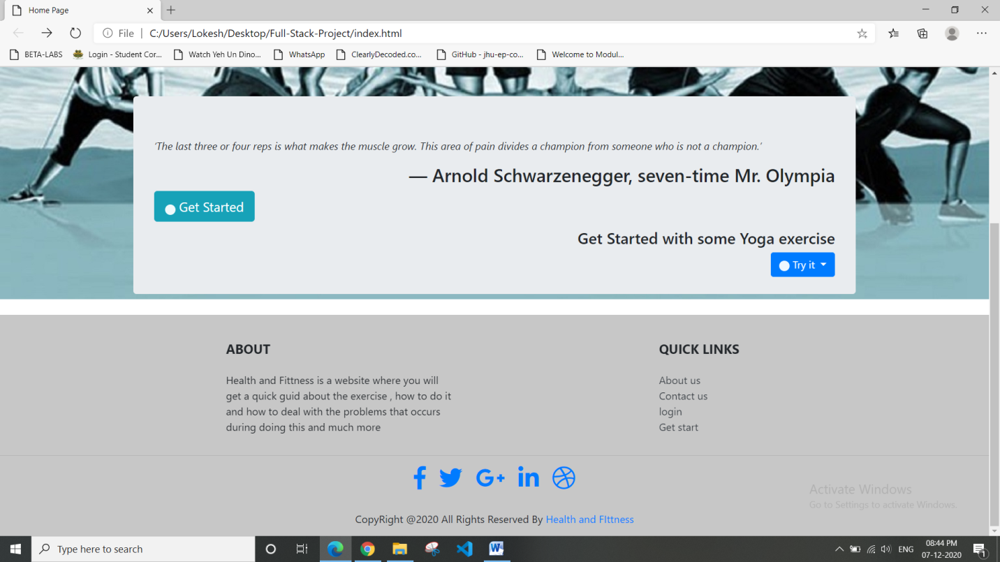 Home Page
File | C:/Users/Lokesh/Desktop/Full-Stack-Project/index.html
BETA-LABS Login - Student Cor... Watch Yeh Un Dino... WhatsApp ClearlyDecoded.co... GitHub - jhu-ep-co... Welcome to Modul...
‘The last three or four reps is what makes the muscle grow. This area of pain divides a champion from someone who is not a champion.’
— Arnold Schwarzenegger, seven-time Mr. Olympia
Get Started
Get Started with some Yoga exercise
Try it
ABOUT
Health and Fittness is a website where you will
get a quick guid about the exercise , how to do it
and how to deal with the problems that occurs
during doing this and much more
QUICK LINKS
About us
Contact us
login
Get start
Activate Windows
Go to Settings to activate Windows.
CopyRight @2020 All Rights Reserved By Health and FIttness
Type here to search
ENG
08:44 PM
07-12-2020
1